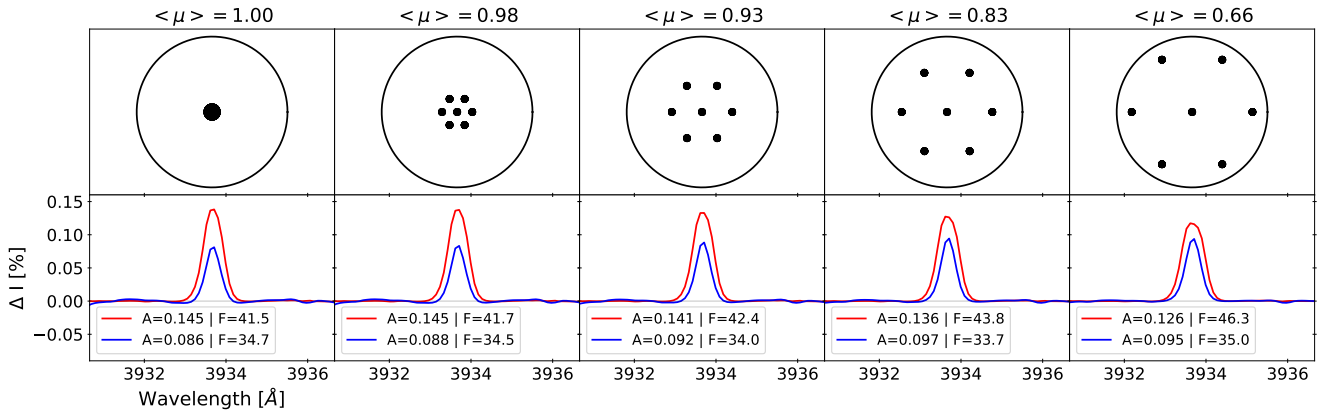 < μ > = 1.00
< μ > = 0.98
< μ > = 0.93
< μ > = 0.83
< μ > = 0.66
0.15
0.10
0.05
0.00
−0.05
Δ I [%]
A=0.145 | F=41.5
A=0.086 | F=34.7
A=0.145 | F=41.7
A=0.088 | F=34.5
A=0.141 | F=42.4
A=0.092 | F=34.0
A=0.136 | F=43.8
A=0.097 | F=33.7
A=0.126 | F=46.3
A=0.095 | F=35.0
3932 3934 3936
3932 3934 3936
3932 3934 3936
3932 3934 3936
3932 3934 3936
Wavelength [Å]